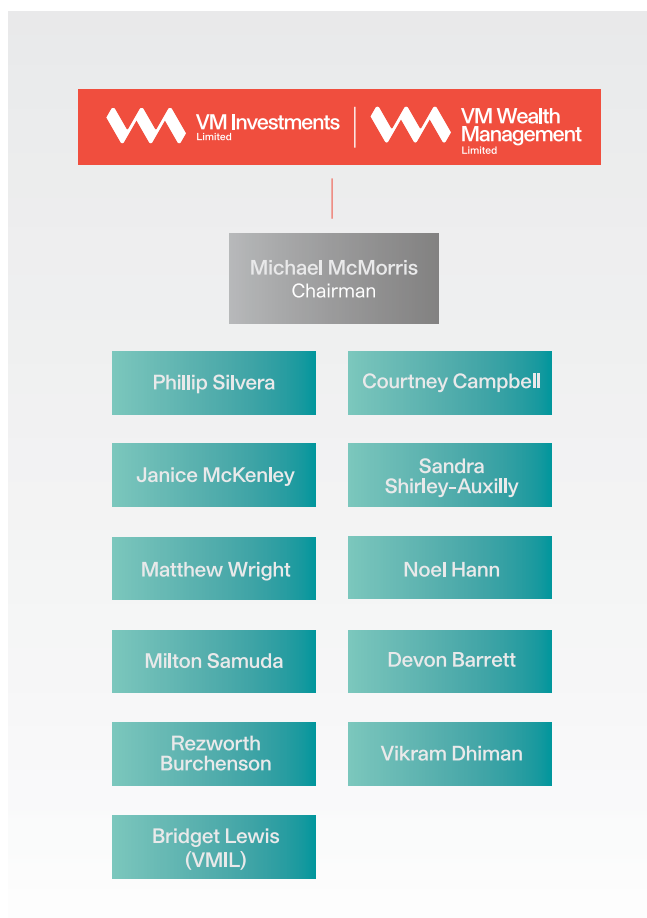 VM Investments
Limited
VM Wealth
Management
Limited
Michael McMorris
Chairman
Phillip Silvera
Courtney Campbell
Janice McKenley
Sandra
Shirley-Auxilly
Matthew Wright
Noel Hann
Milton Samuda
Devon Barrett
Rezworth
Burchenson
Vikram Dhiman
Bridget Lewis
(VMIL)